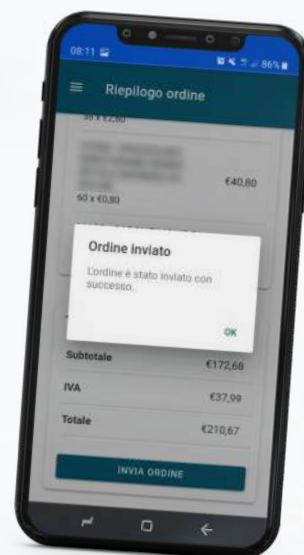 08:11
86%
Riepilogo ordine
€40,80
60 x €0,80
Ordine inviato
L'ordine è stato inviato con
successo.
OK
Subtotale €172,68
IVA €37,99
Totale €210,67
INVIA ORDINE